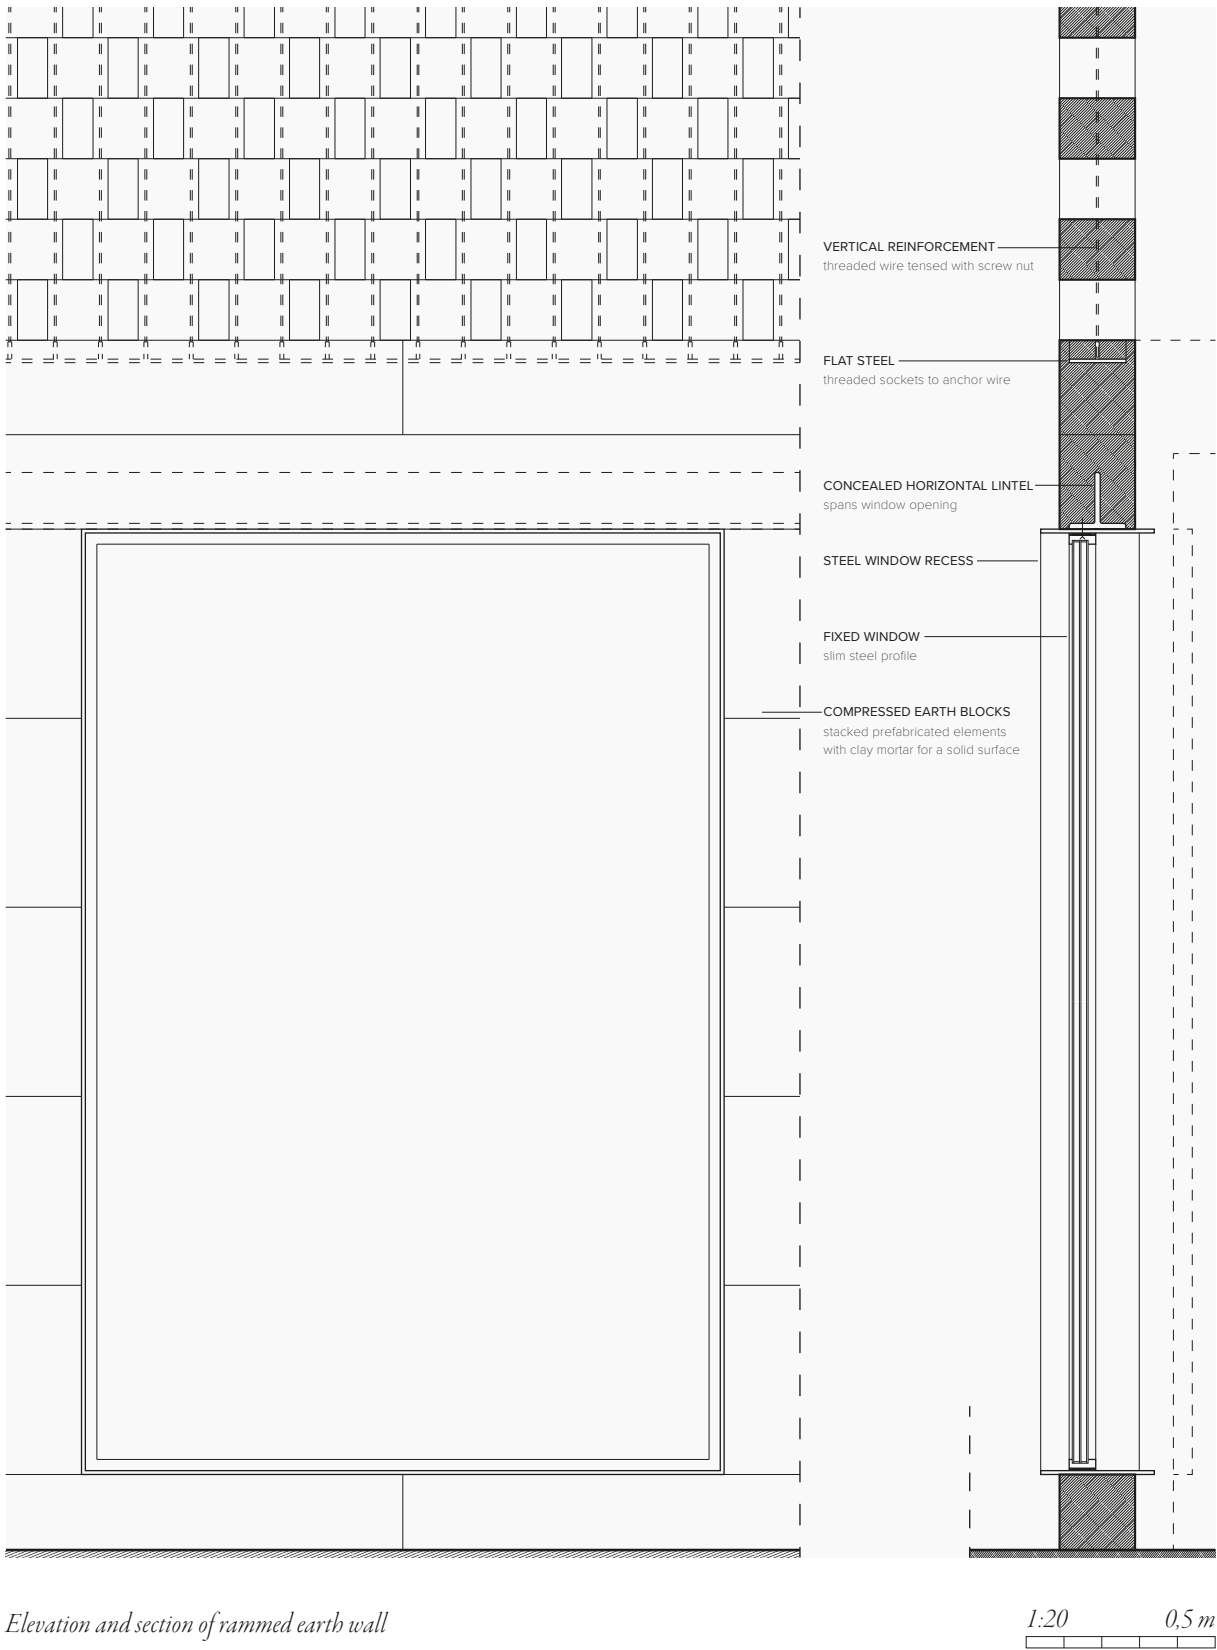 VERTICAL REINFORCEMENT
threaded wire tensed with screw nut
FLAT STEEL
threaded sockets to anchor wire
CONCEALED HORIZONTAL LINTEL
spans window opening
STEEL WINDOW RECESS
FIXED WINDOW
slim steel profile
COMPRESSED EARTH BLOCKS
stacked prefabricated elements
with clay mortar for a solid surface
Elevation and section of rammed earth wall
1:20
0,5 m